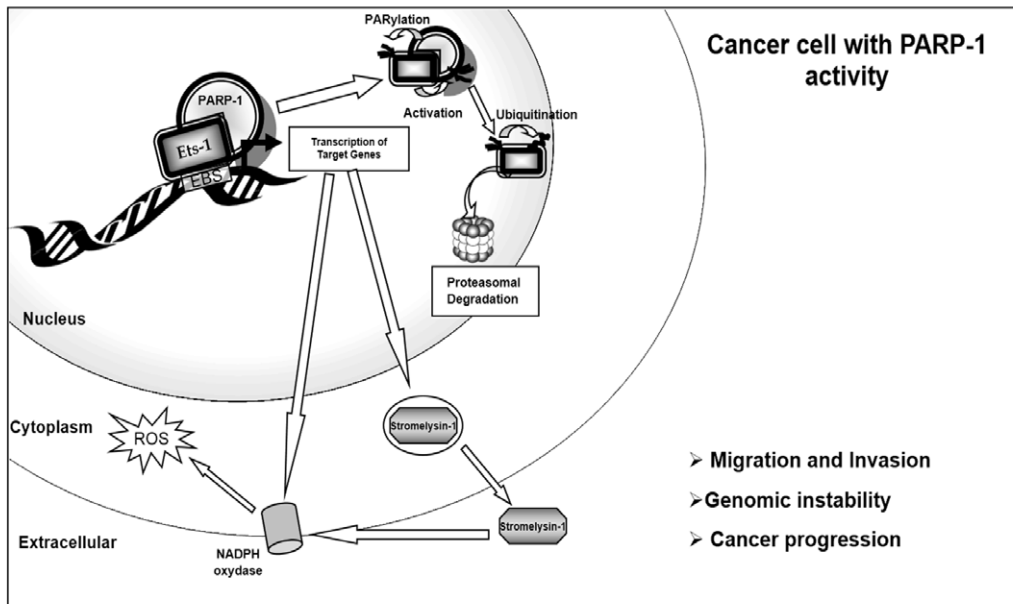 Cancer cell with PARP-1
activity
PARylation
PARP-1
Activation
Ubiquitination
Ets-1
Transcription of
Target Genes
EBS
Proteasomal
Degradation
Nucleus
Cytoplasm
ROS
Stromelysin-1
Stromelysin-1
Extracellular
NADPH
oxydase
➢ Migration and Invasion
➢Genomic instability
➢ Cancer progression